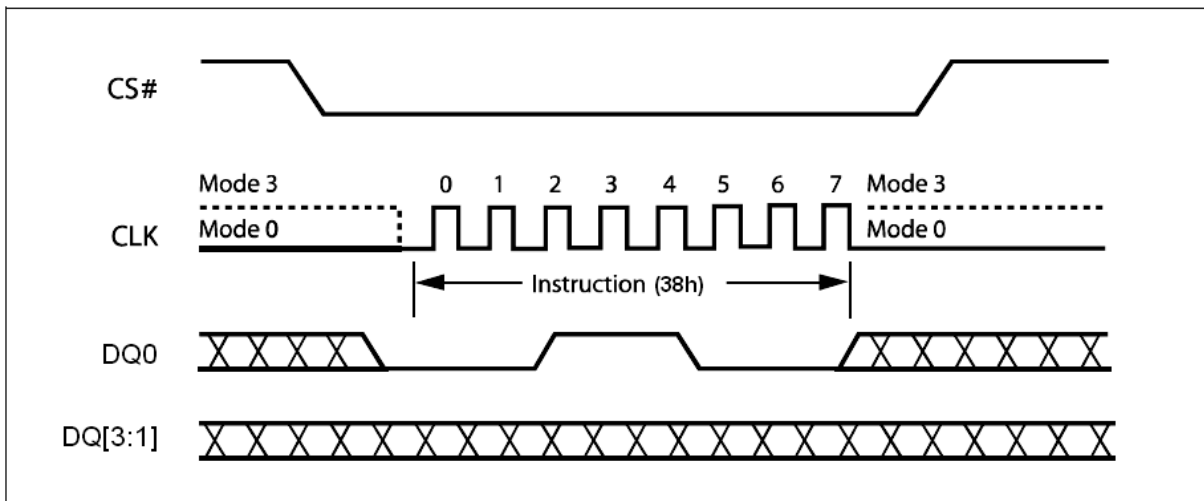 CS#
Mode 3 0 1 2 3 4 5 6 7 Mode 3
CLK Mode 0 Mode 0
Instruction (38h)
DQ0
DQ[3:1]